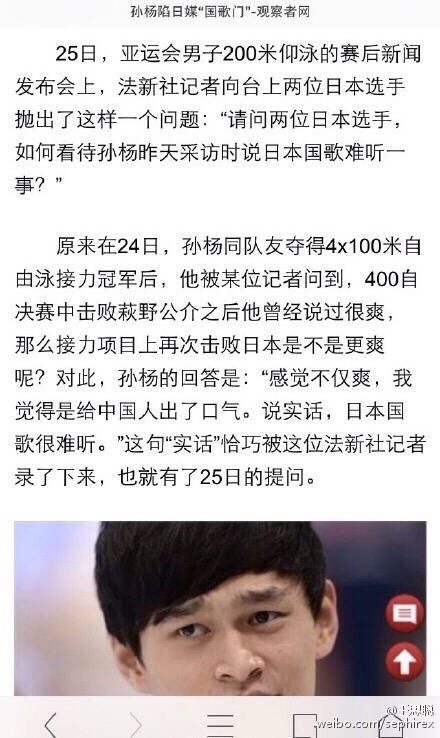 孙杨陷日媒“国歌门”-观察者网
25日，亚运会男子200米仰泳的赛后新闻
发布会上，法新社记者向台上两位日本选手
抛出了这样一个问题：“请问两位日本选手，
如何看待孙杨昨天采访时说日本国歌难听一
事？”
原来在24日，孙杨同队友夺得4x100米自
由泳接力冠军后，他被某位记者问到，400自
决赛中击败萩野公介之后他曾经说过很爽，
那么接力项目上再次击败日本是不是更爽
呢？对此，孙杨的回答是：“感觉不仅爽，我
觉得是给中国人出了口气。说实话，日本国
歌很难听。”这句“实话”恰巧被这位法新社记者
录了下来，也就有了25日的提问。
weibo.com/sephirex